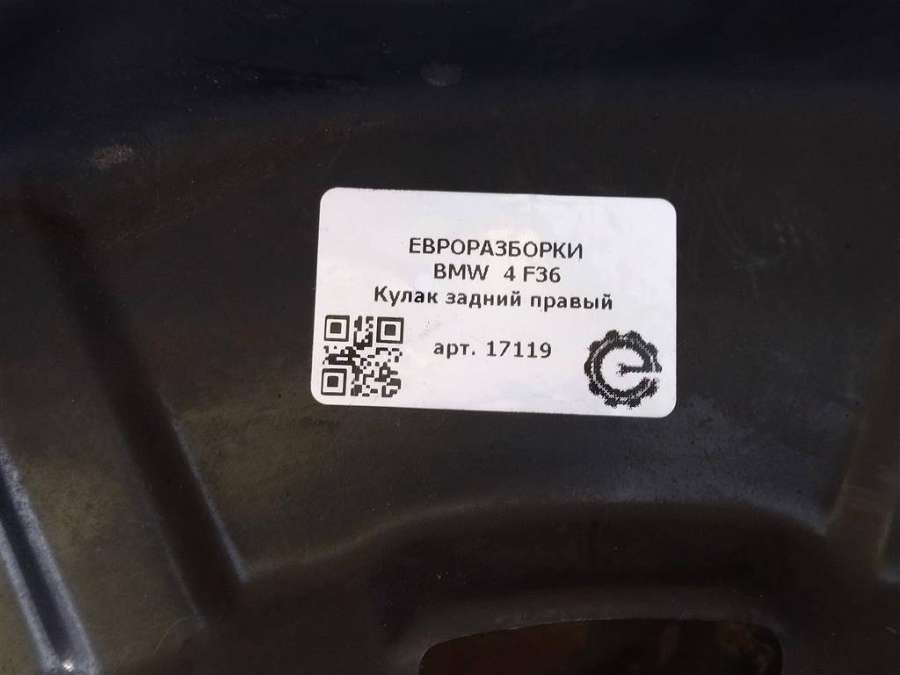 ЕВРОРАЗБОРКИ
BMW 4 F36
Кулак задний правый
арт. 17119